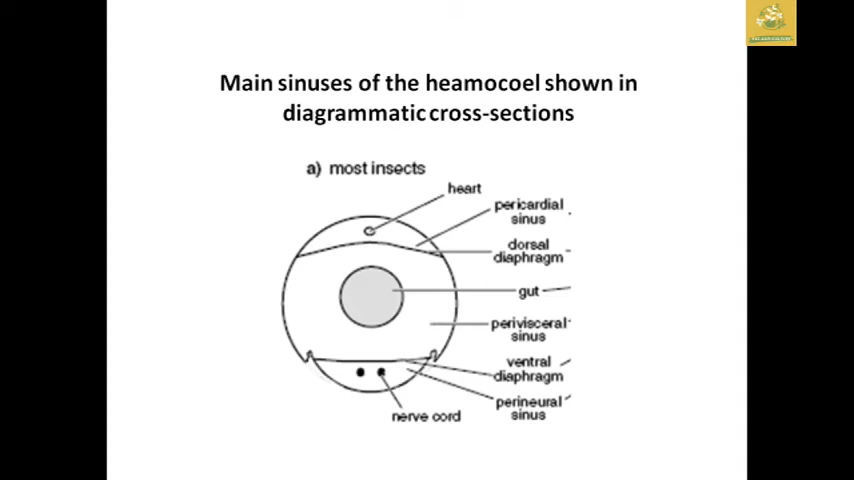 Main sinuses of the heamocoel shown in
diagrammatic cross-sections
a) most insects
heart
pericardial
sinus
dorsal
diaphragm
gut
perivisceral
sinus
ventral
diaphragm
perineural
sinus
nerve cord